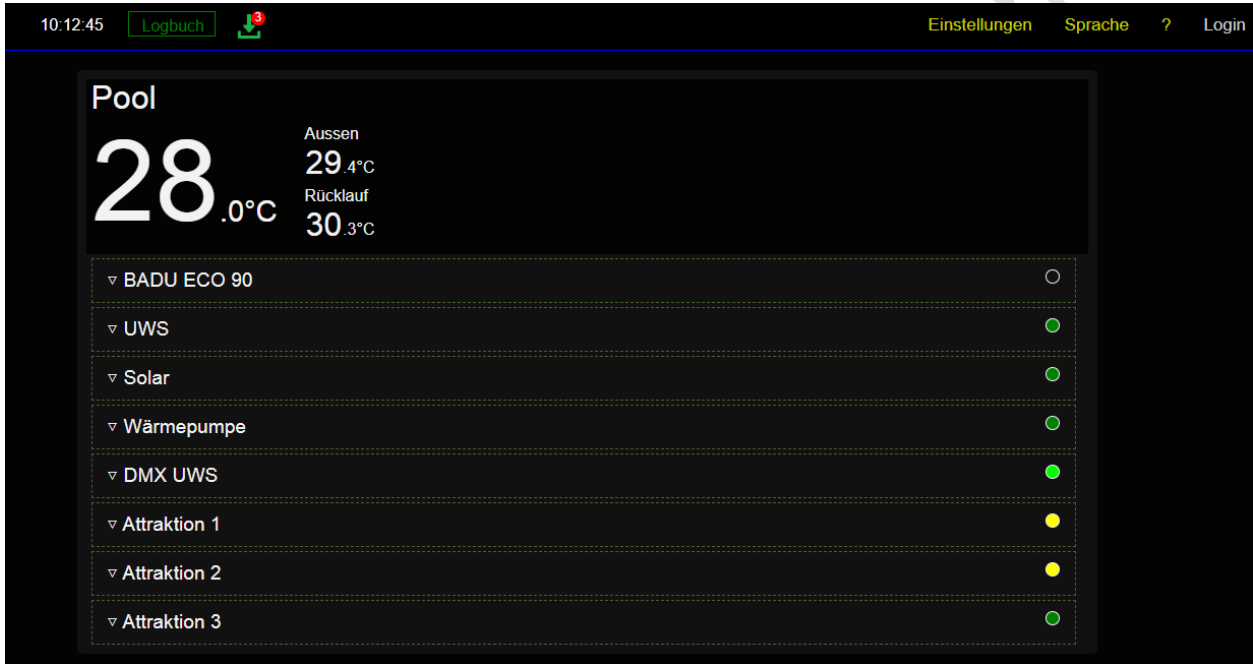 10:12:45 Logbuch 3 Einstellungen Sprache ? Login
Pool
28.0°C
Aussen
29.4°C
Rücklauf
30.3°C
BADU ECO 90
UWS
Solar
Wärmepumpe
DMX UWS
Attraktion 1
Attraktion 2
Attraktion 3